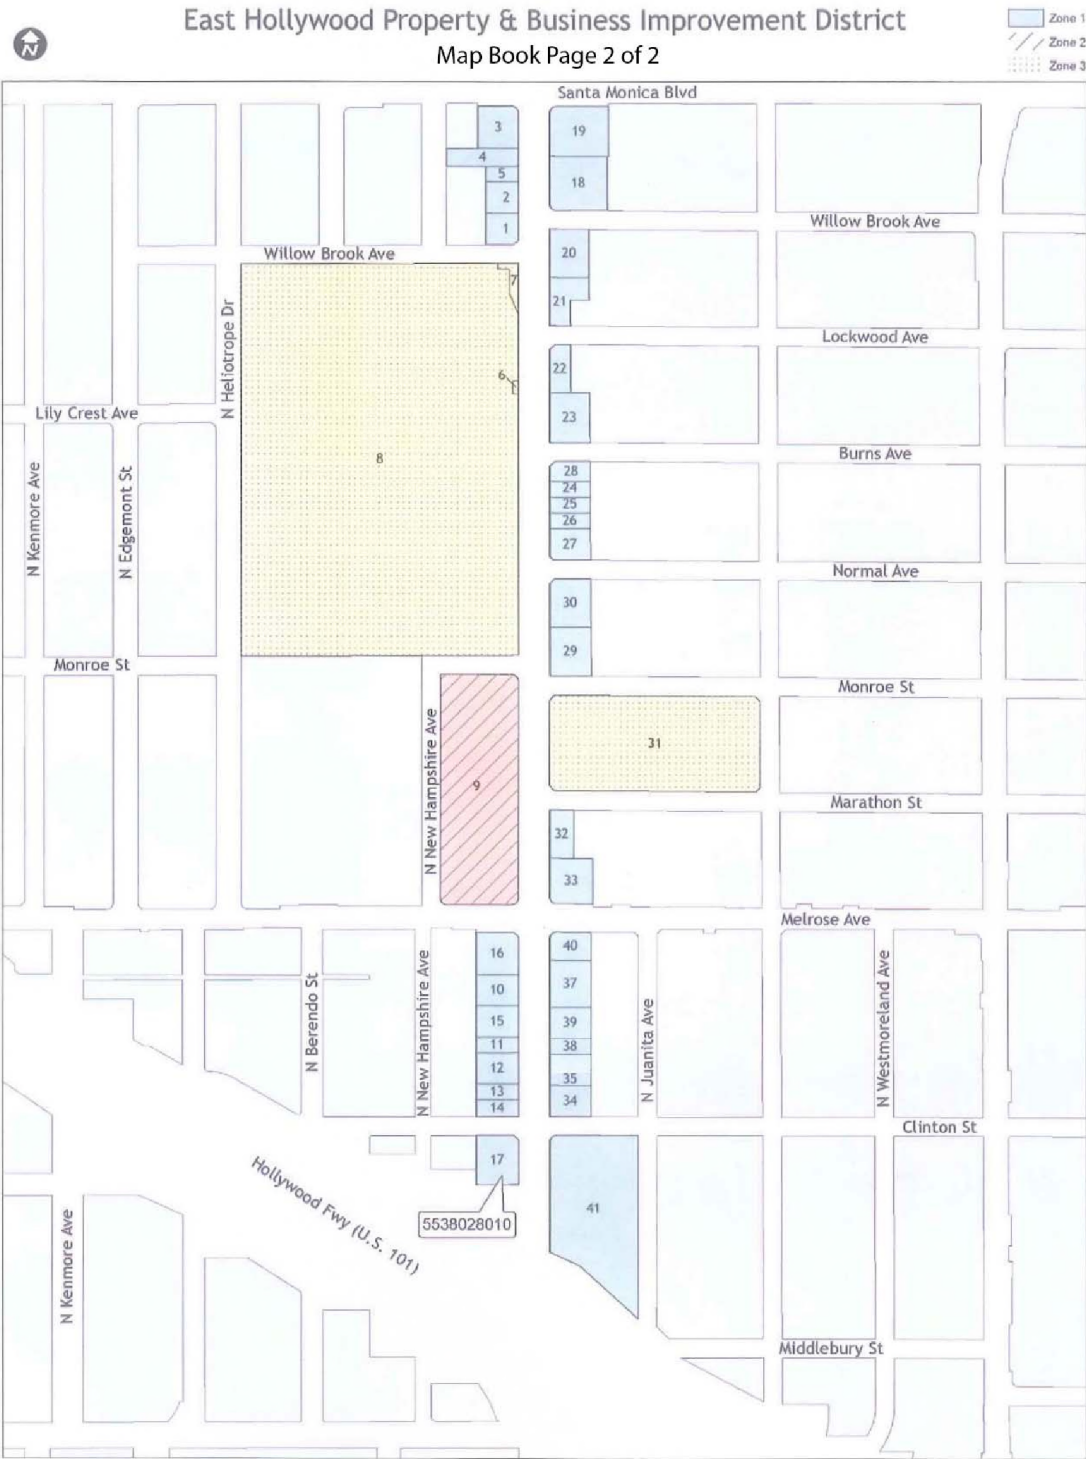 East Hollywood Property & Business Improvement District
Map Book Page 2 of 2
N
Zone 1
Zone 2
Zone 3
Santa Monica Blvd
3
4
5
2
1
19
18
Willow Brook Ave
Willow Brook Ave
20
21
7
6
8
N Heliotrope Dr
Lockwood Ave
22
23
Lily Crest Ave
N Kenmore Ave
N Edgemont St
Burns Ave
28
24
25
26
27
Normal Ave
30
29
Monroe St
Monroe St
N New Hampshire Ave
9
31
Marathon St
32
33
Melrose Ave
16
10
15
11
12
13
14
40
37
39
38
35
34
N Berendo St
N New Hampshire Ave
N Juanita Ave
N Westmoreland Ave
Clinton St
17
5538028010
41
Hollywood Fwy (U.S. 101)
N Kenmore Ave
Middlebury St